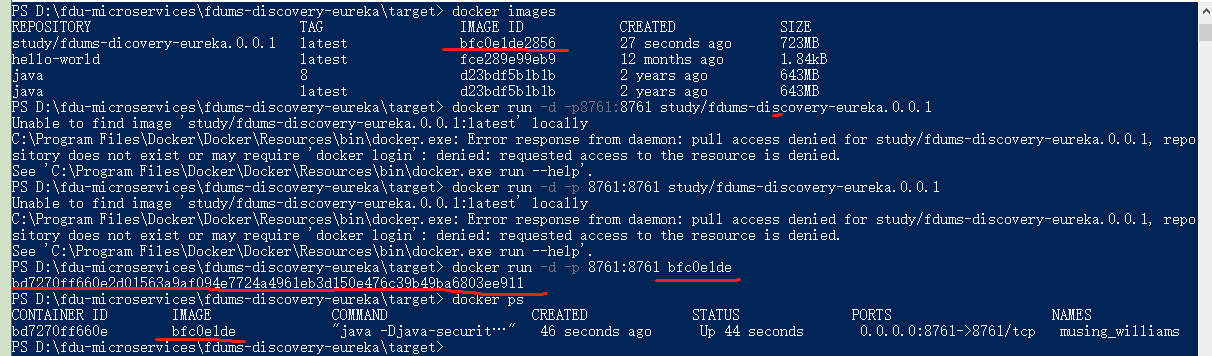 PS D:\fdu-microservices\fdums-discovery-eureka\target> docker images
REPOSITORY TAG IMAGE ID CREATED SIZE
study/fdums-dicovery-eureka.0.0.1 latest bfc0e1de2856 27 seconds ago 723MB
hello-world latest fce289e99eb9 12 months ago 1.84kB
java 8 d23bdf5b1b1b 2 years ago 643MB
java latest d23bdf5b1b1b 2 years ago 643MB
PS D:\fdu-microservices\fdums-discovery-eureka\target> docker run -d -p8761:8761 study/fdums-discovery-eureka.0.0.1
Unable to find image 'study/fdums-discovery-eureka.0.0.1:latest' locally
C:\Program Files\Docker\Docker\Resources\bin\docker.exe: Error response from daemon: pull access denied for study/fdums-discovery-eureka.0.0.1, repo
sitory does not exist or may require 'docker login': denied: requested access to the resource is denied.
See 'C:\Program Files\Docker\Docker\Resources\bin\docker.exe run --help'.
PS D:\fdu-microservices\fdums-discovery-eureka\target> docker run -d -p 8761:8761 study/fdums-discovery-eureka.0.0.1
Unable to find image 'study/fdums-discovery-eureka.0.0.1:latest' locally
C:\Program Files\Docker\Docker\Resources\bin\docker.exe: Error response from daemon: pull access denied for study/fdums-discovery-eureka.0.0.1, repo
sitory does not exist or may require 'docker login': denied: requested access to the resource is denied.
See 'C:\Program Files\Docker\Docker\Resources\bin\docker.exe run --help'.
PS D:\fdu-microservices\fdums-discovery-eureka\target> docker run -d -p 8761:8761 bfc0e1de
bd7270ff660e2d01563a9af094e7724a4961eb3d150e476c39b49ba6803ee911
PS D:\fdu-microservices\fdums-discovery-eureka\target> docker ps
CONTAINER ID IMAGE COMMAND CREATED STATUS PORTS NAMES
bd7270ff660e bfc0e1de "java -Djava-securit…" 46 seconds ago Up 44 seconds 0.0.0.0:8761->8761/tcp musing_williams
PS D:\fdu-microservices\fdums-discovery-eureka\target>